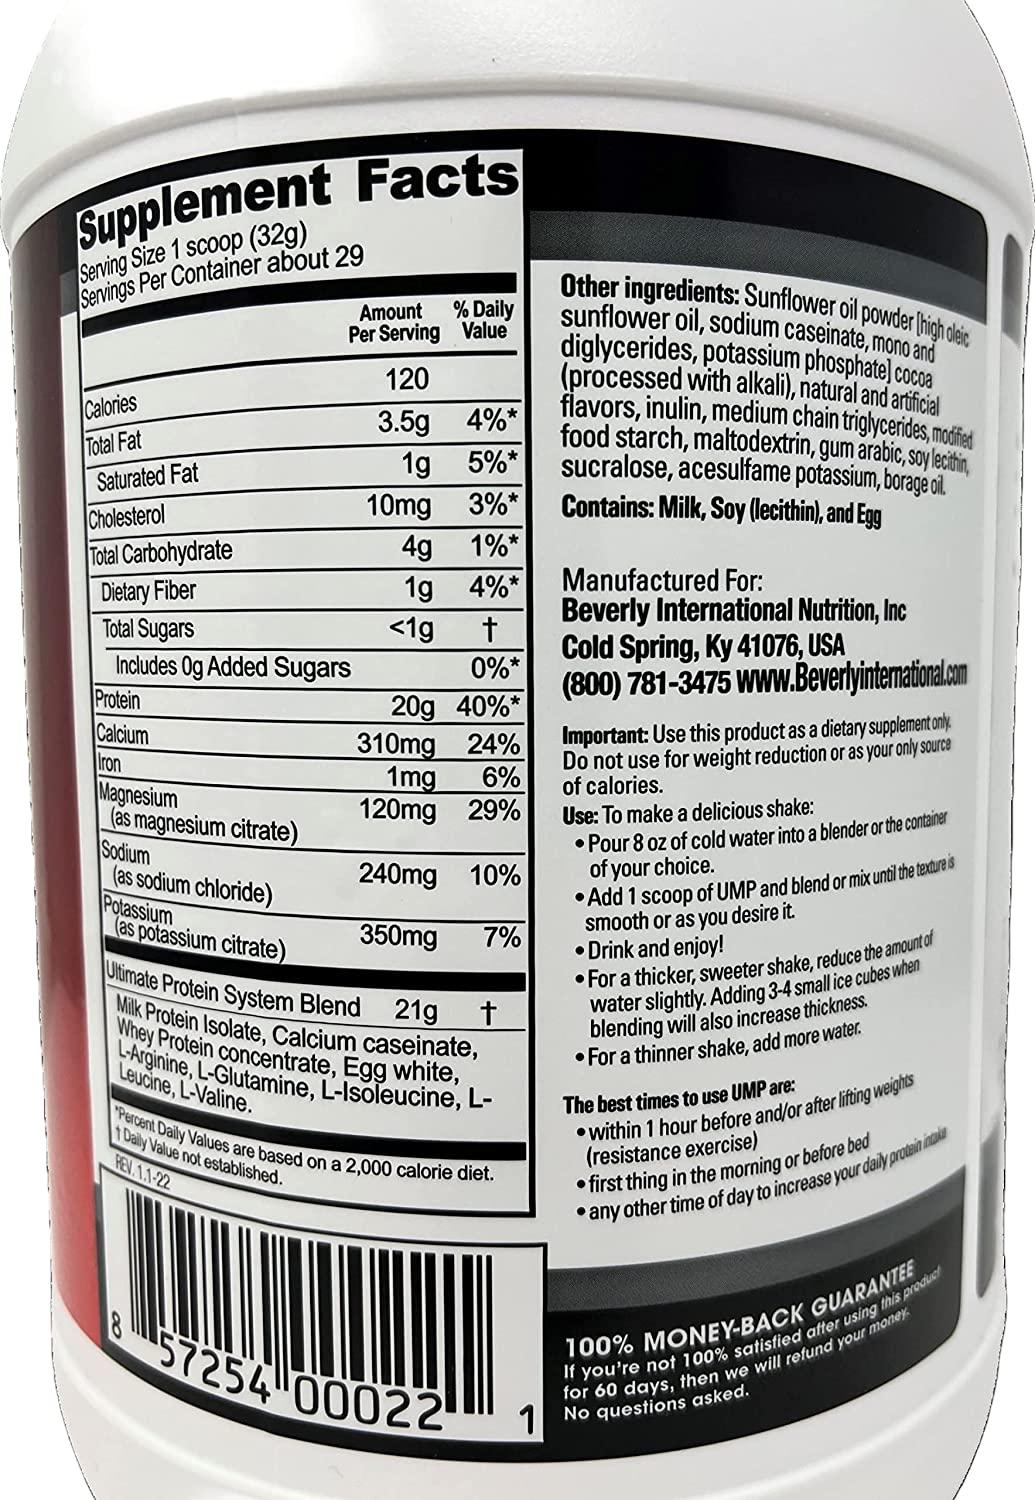 Supplement Facts
Serving Size 1 scoop (32g)
Servings Per Container about 29
Amount Per Serving % Daily Value
Calories 120
Total Fat 3.5g 4%*
Saturated Fat 1g 5%*
Cholesterol 10mg 3%*
Total Carbohydrate 4g 1%*
Dietary Fiber 1g 4%*
Total Sugars <1g †
Includes 0g Added Sugars 0%*
Protein 20g 40%*
Calcium 310mg 24%
Iron 1mg 6%
Magnesium 120mg 29%
(as magnesium citrate)
Sodium 240mg 10%
(as sodium chloride)
Potassium 350mg 7%
(as potassium citrate)
Ultimate Protein System Blend 21g †
Milk Protein Isolate, Calcium caseinate,
Whey Protein concentrate, Egg white,
L-Arginine, L-Glutamine, L-Isoleucine, L-
Leucine, L-Valine.
*Percent Daily Values are based on a 2,000 calorie diet.
† Daily Value not established.
REV. 1.1-22
8 57254 00022 1
Other ingredients: Sunflower oil powder [high oleic
sunflower oil, sodium caseinate, mono and
diglycerides, potassium phosphate] cocoa
(processed with alkali), natural and artificial
flavors, inulin, medium chain triglycerides, modified
food starch, maltodextrin, gum arabic, soy lecithin,
sucralose, acesulfame potassium, borage oil.
Contains: Milk, Soy (lecithin), and Egg
Manufactured For:
Beverly International Nutrition, Inc
Cold Spring, Ky 41076, USA
(800) 781-3475 www.Beverlyinternational.com
Important: Use this product as a dietary supplement only.
Do not use for weight reduction or as your only source
of calories.
Use: To make a delicious shake:
• Pour 8 oz of cold water into a blender or the container
of your choice.
• Add 1 scoop of UMP and blend or mix until the texture is
smooth or as you desire it.
• Drink and enjoy!
• For a thicker, sweeter shake, reduce the amount of
water slightly. Adding 3-4 small ice cubes when
blending will also increase thickness.
• For a thinner shake, add more water.
The best times to use UMP are:
• within 1 hour before and/or after lifting weights
(resistance exercise)
• first thing in the morning or before bed
• any other time of day to increase your daily protein intake
100% MONEY-BACK GUARANTEE
If you're not 100% satisfied after using this product
for 60 days, then we will refund your money.
No questions asked.